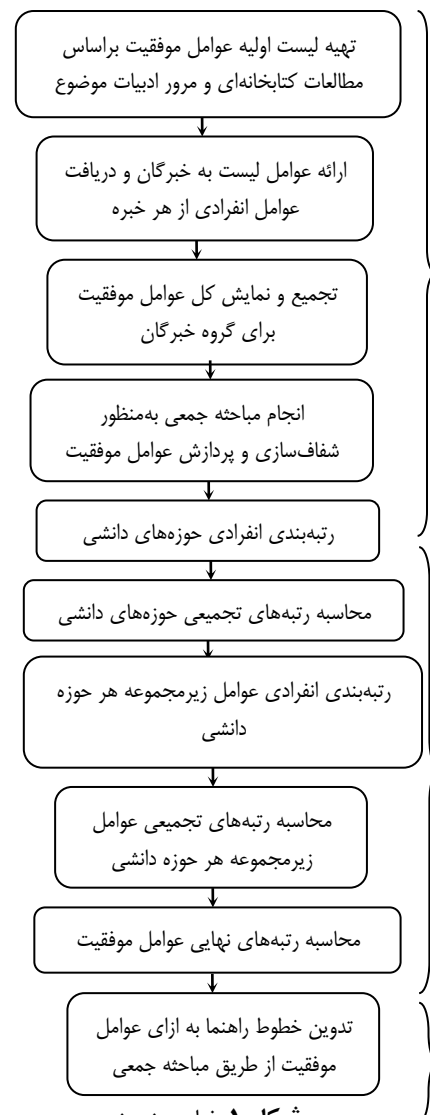 تهیه لیست اولیه عوامل موفقیت براساس
مطالعات کتابخانه‌ای و مرور ادبیات موضوع
ارائه عوامل لیست به خبرگان و دریافت
عوامل انفرادی از هر خبره
تجمیع و نمایش کل عوامل موفقیت
برای گروه خبرگان
انجام مباحثه جمعی به‌منظور
شفاف‌سازی و پردازش عوامل موفقیت
رتبه‌بندی انفرادی حوزه‌های دانشی
محاسبه رتبه‌های تجمیعی حوزه‌های دانشی
رتبه‌بندی انفرادی عوامل زیرمجموعه هر حوزه
دانشی
محاسبه رتبه‌های تجمیعی عوامل
زیرمجموعه هر حوزه دانشی
محاسبه رتبه‌های نهایی عوامل موفقیت
تدوین خطوط راهنما به ازای عوامل
موفقیت از طریق مباحثه جمعی